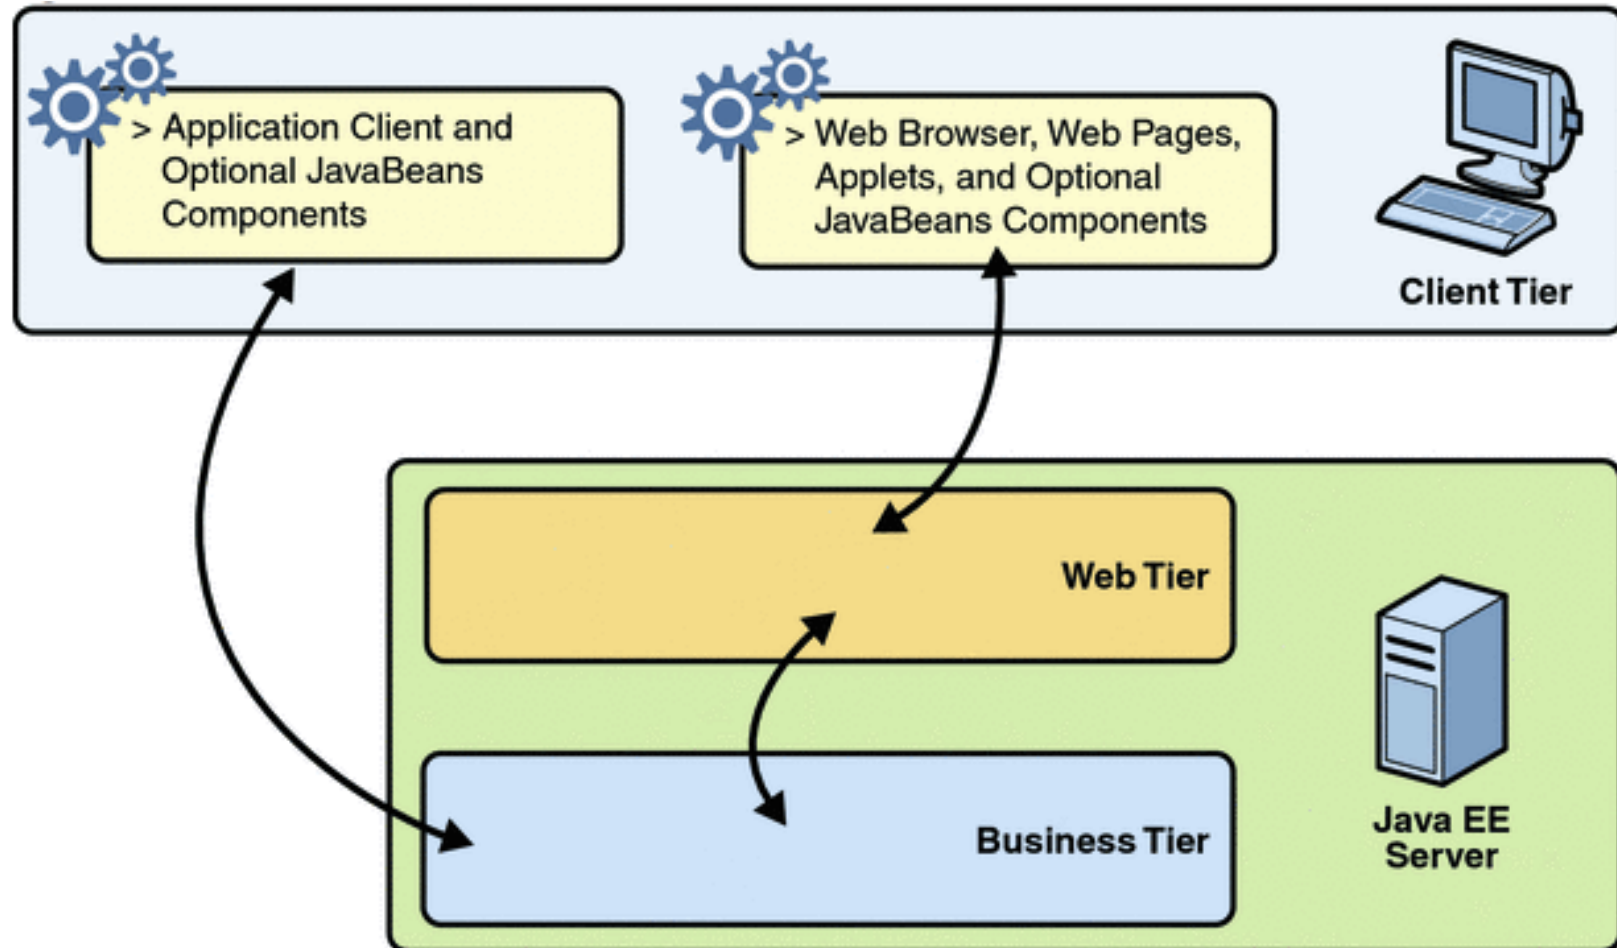 > Application Client and
Optional JavaBeans
Components
> Web Browser, Web Pages,
Applets, and Optional
JavaBeans Components
Client Tier
Web Tier
Business Tier
Java EE
Server